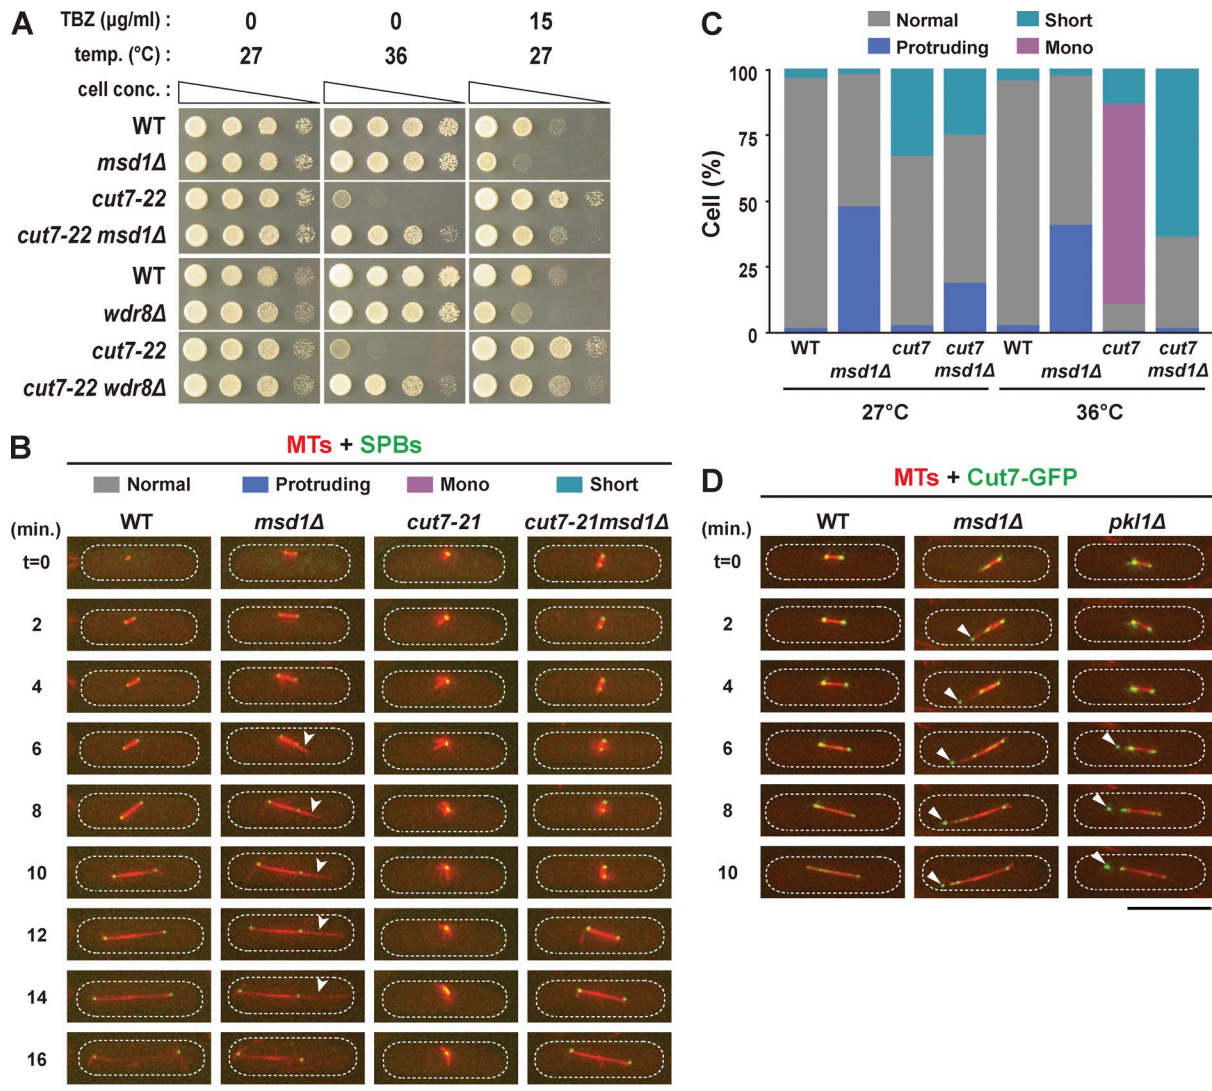 A
TBZ (µg/ml) : 0 0 15
temp. (°C) : 27 36 27
cell conc. :
WT
msd1Δ
cut7-22
cut7-22 msd1Δ
WT
wdr8Δ
cut7-22
cut7-22 wdr8Δ
B
MTs + SPBs
Normal Protruding Mono Short
(min.) WT msd1Δ cut7-21 cut7-21msd1Δ
t=0
2
4
6
8
10
12
14
16
C
Normal Short
Protruding Mono
Cell (%)
100
75
50
25
0
WT msd1Δ cut7 cut7 msd1Δ WT msd1Δ cut7 cut7 msd1Δ
27°C 36°C
D
MTs + Cut7-GFP
(min.) WT msd1Δ pkl1Δ
t=0
2
4
6
8
10